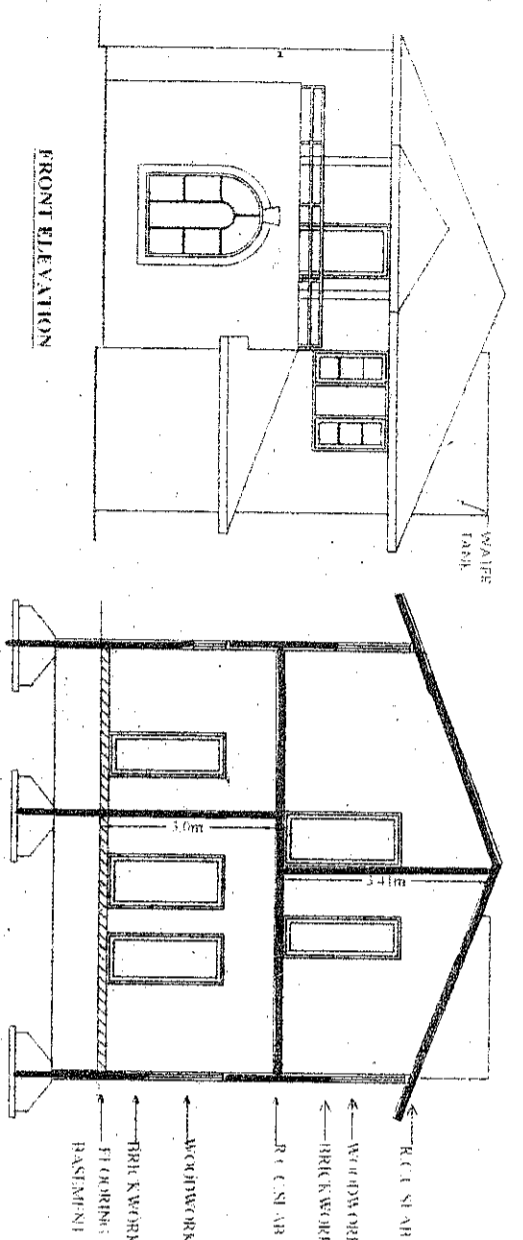 FRONT ELEVATION
WATER
TANK
3.0m
3.41m
R.C.C SLAB
WOODWORK
BRICKWORK
R.C.C SLAB
WOODWORK
BRICKWORK
FLOORING
BASEMENT